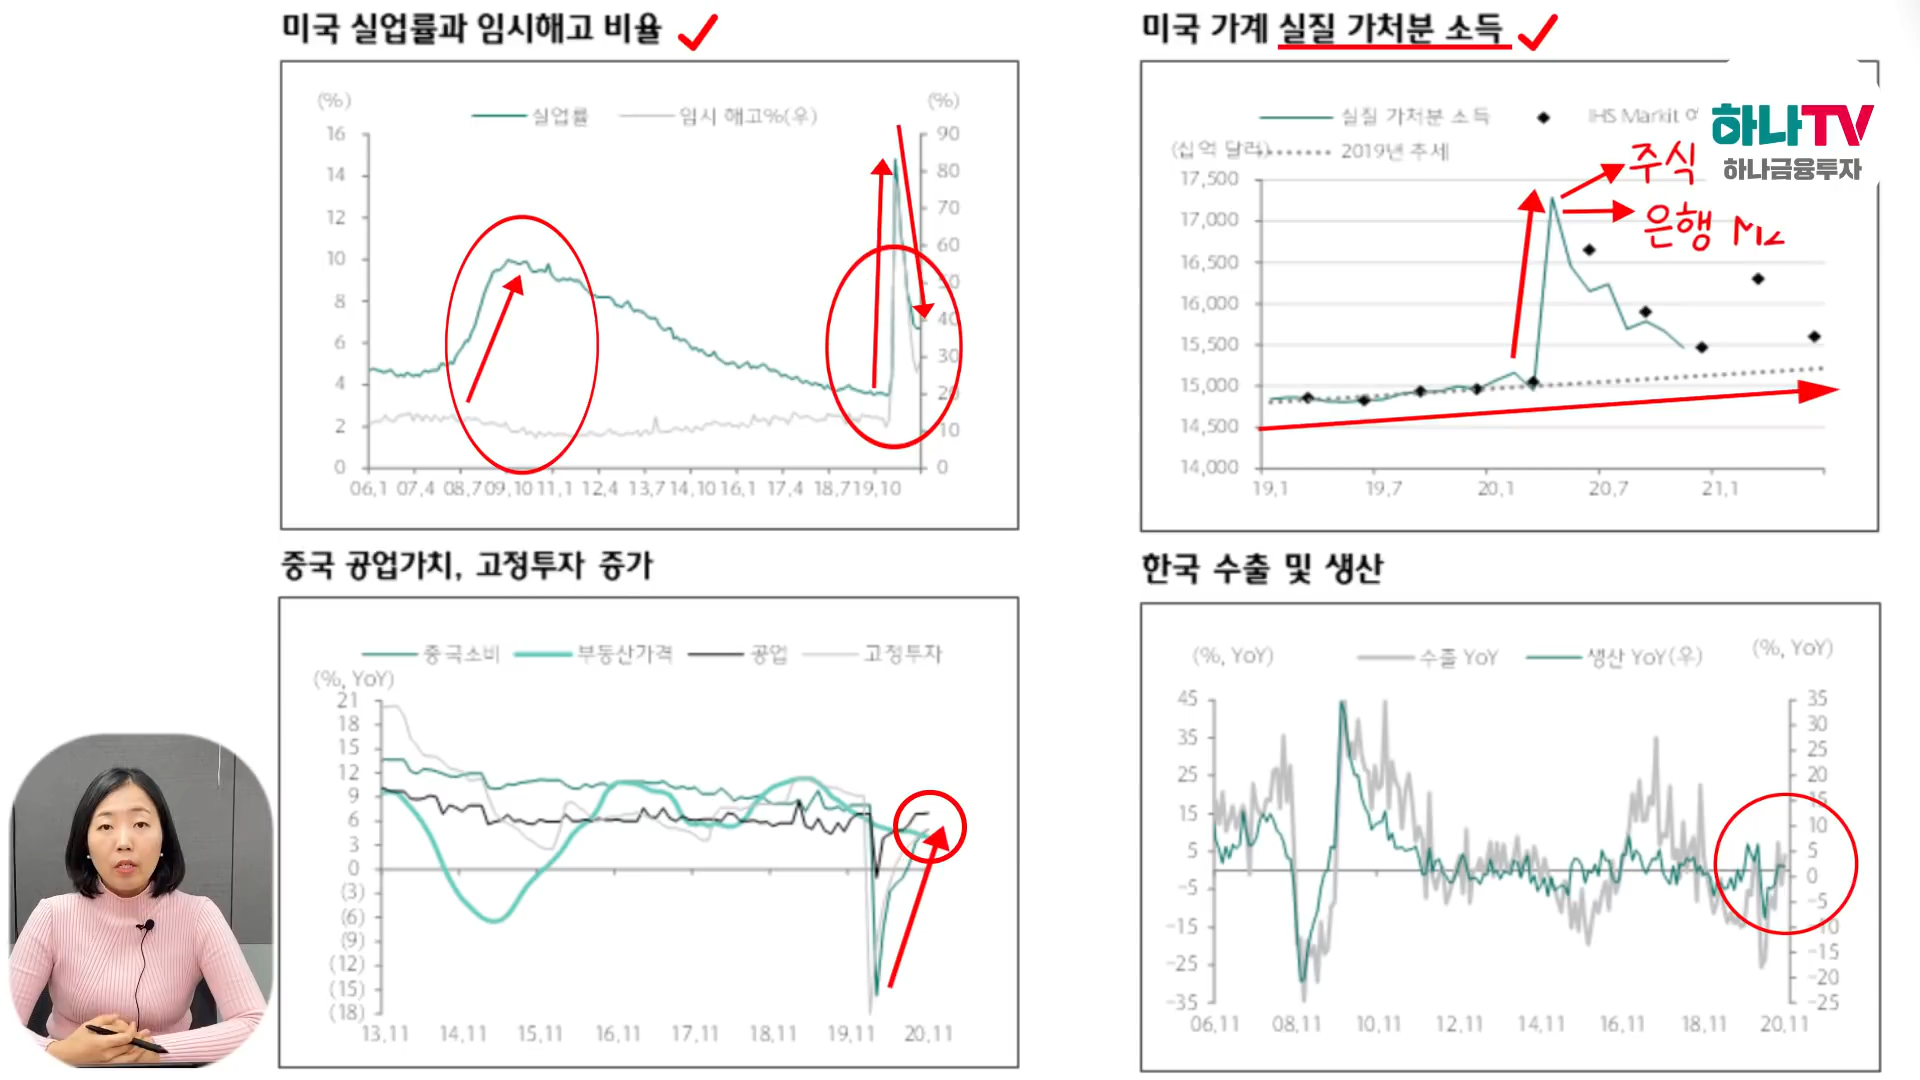 미국 실업률과 임시해고 비율
(%)
(%)
실업률
임시 해고%(우)
16
14
12
10
8
6
4
2
0
90
80
70
60
50
40
30
20
10
0
06,1 07,4 08,7 09,10 11,1 12,4 13,7 14,10 16,1 17,4 18,7 19,10
미국 가계 실질 가처분 소득
하나TV
하나금융투자
실질 가처분 소득
IHS Markit
(십억 달러)
2019년 추세
주식
은행 M2
17,500
17,000
16,500
16,000
15,500
15,000
14,500
14,000
19,1 19,7 20,1 20,7 21,1
중국 공업가치, 고정투자 증가
중국소비
부동산가격
공업
고정투자
(%, YoY)
21
18
15
12
9
6
3
0
(3)
(6)
(9)
(12)
(15)
(18)
13,11 14,11 15,11 16,11 17,11 18,11 19,11 20,11
한국 수출 및 생산
(%, YoY)
수출 YoY
생산 YoY(우)
(%, YoY)
45
35
25
15
5
-5
-15
-25
-35
35
30
25
20
15
10
5
0
-5
-10
-15
-20
-25
06,11 08,11 10,11 12,11 14,11 16,11 18,11 20,11